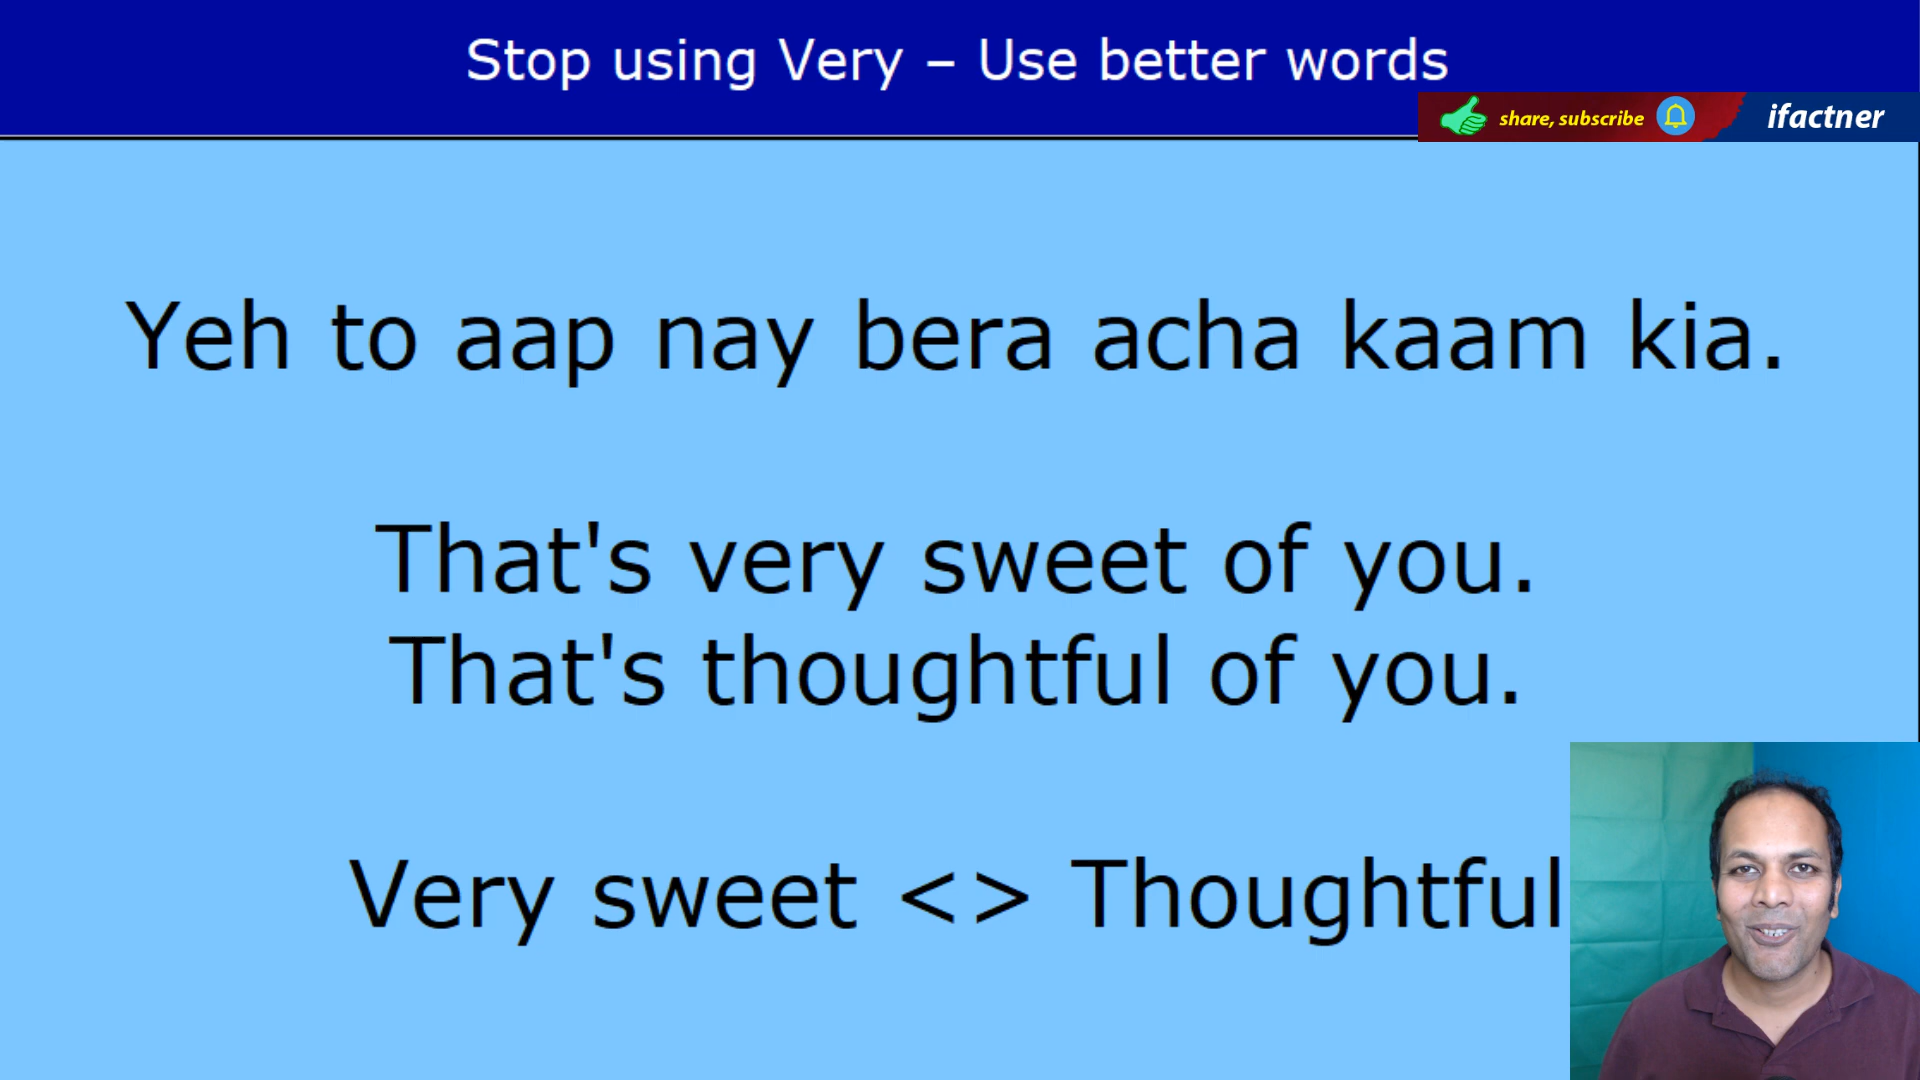 Stop using Very – Use better words
share, subscribe
ifactner
Yeh to aap nay bera acha kaam kia.
That's very sweet of you.
That's thoughtful of you.
Very sweet <> Thoughtful